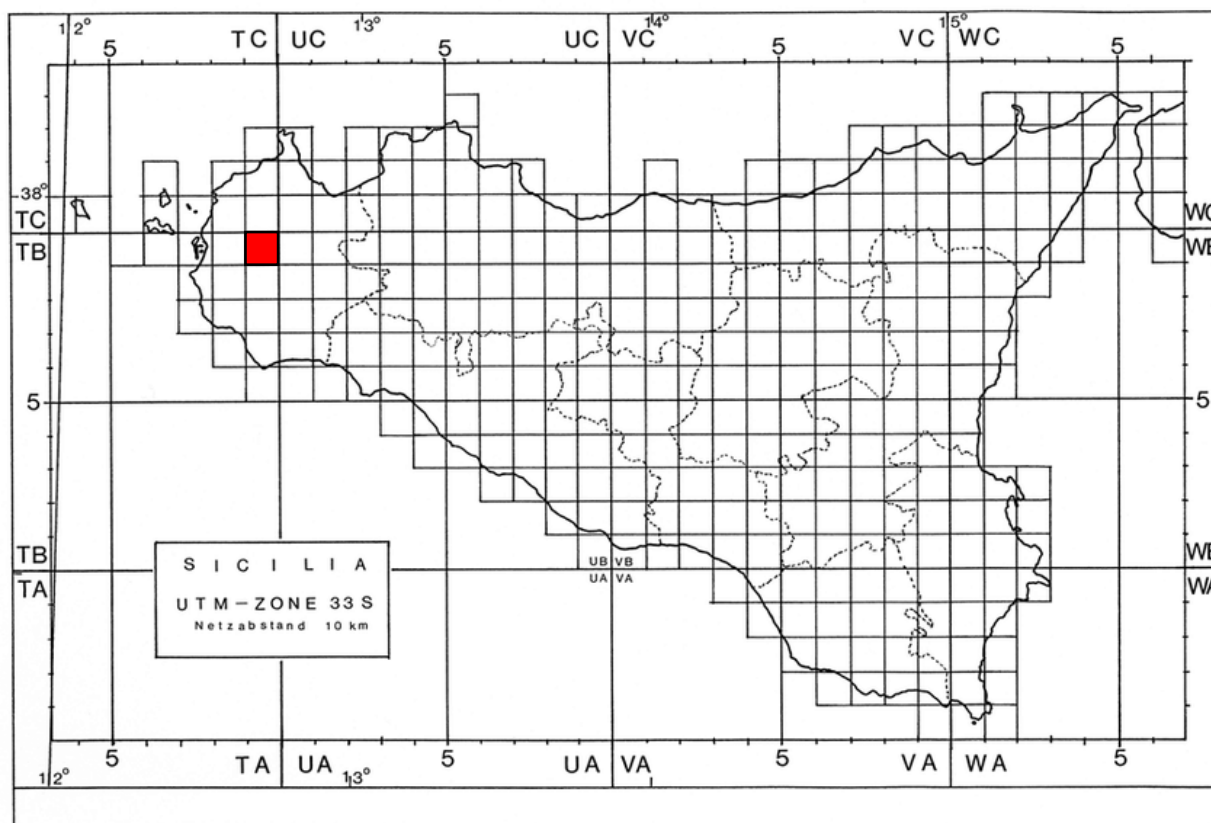 12° 13° 14° 15°
5 TC UC 5 UC VC 5 VC WC 5
38°
TC WC
TB WB
5 5
TB WB
TA WA
UB VB
UA VA
SICILIA
UTM-ZONE 33 S
Netzabstand 10 km
5 TA UA 5 UA VA 5 VA WA 5
12° 13°